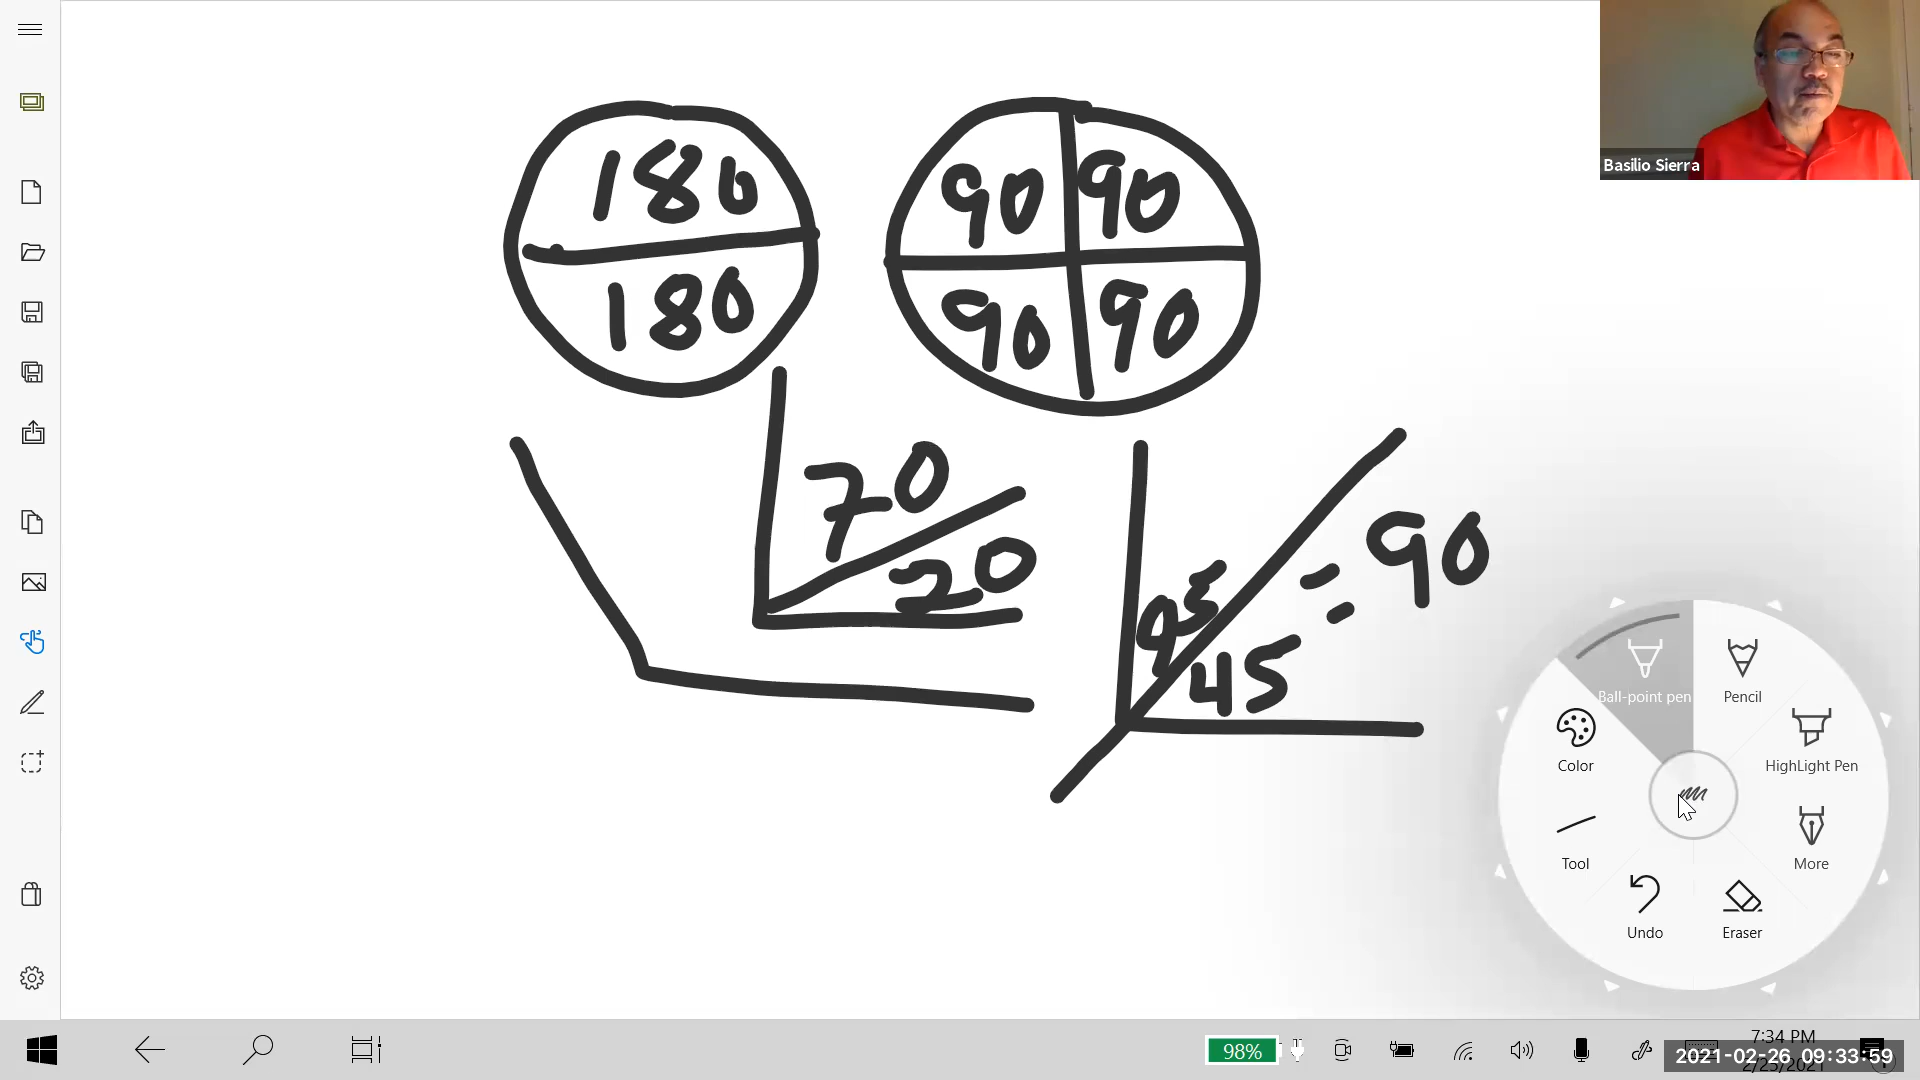 Basilio Sierra
180
180
90 90
90 90
70
20
45
45
= 90
Ball-point pen
Pencil
Color
HighLight Pen
Tool
More
Undo
Eraser
98%
7:34 PM
2021-02-26 09:33:59